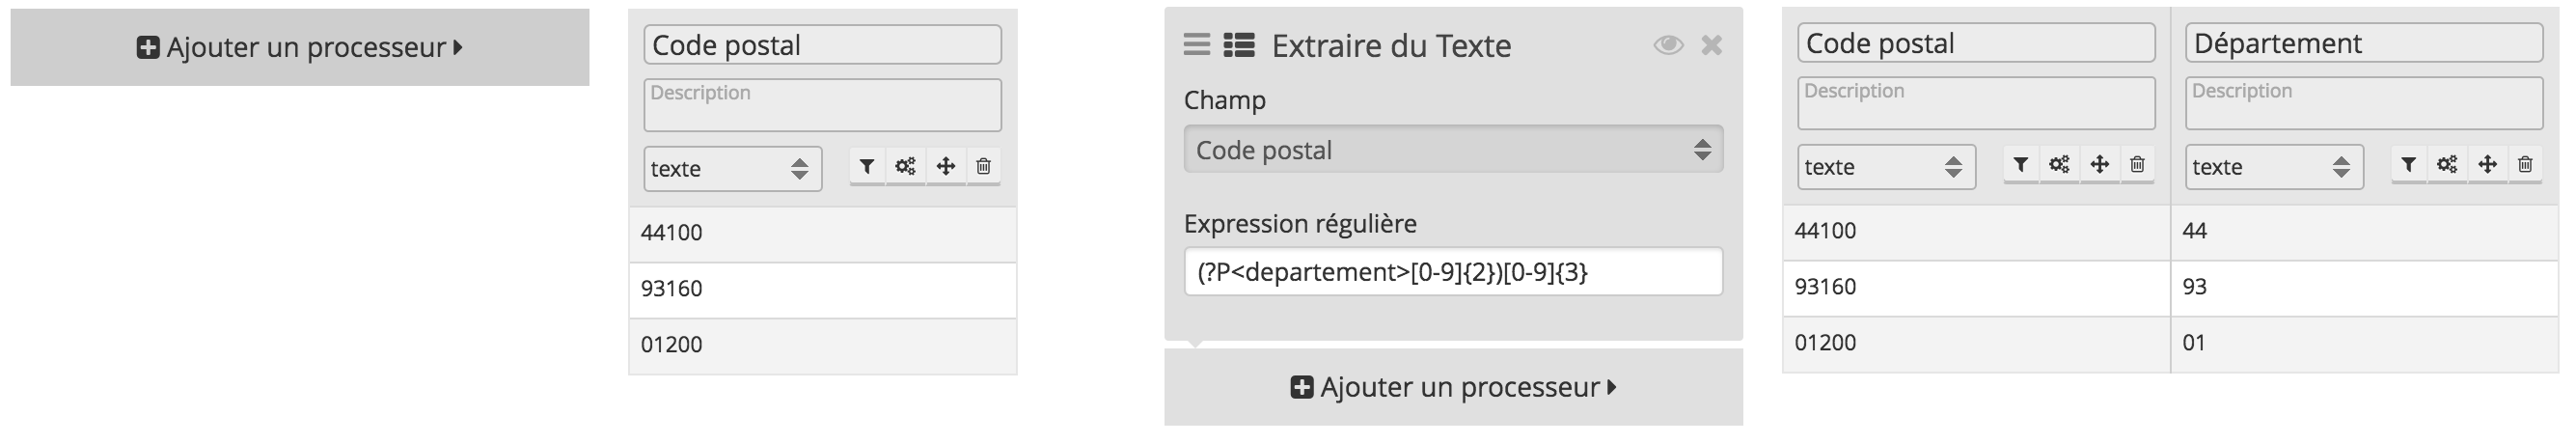 Ajouter un processeur
Code postal
Description
texte
44100
93160
01200
Extraire du Texte
Champ
Code postal
Expression régulière
(?P<departement>[0-9]{2})[0-9]{3}
Ajouter un processeur
Code postal Département
Description Description
texte texte
44100 44
93160 93
01200 01